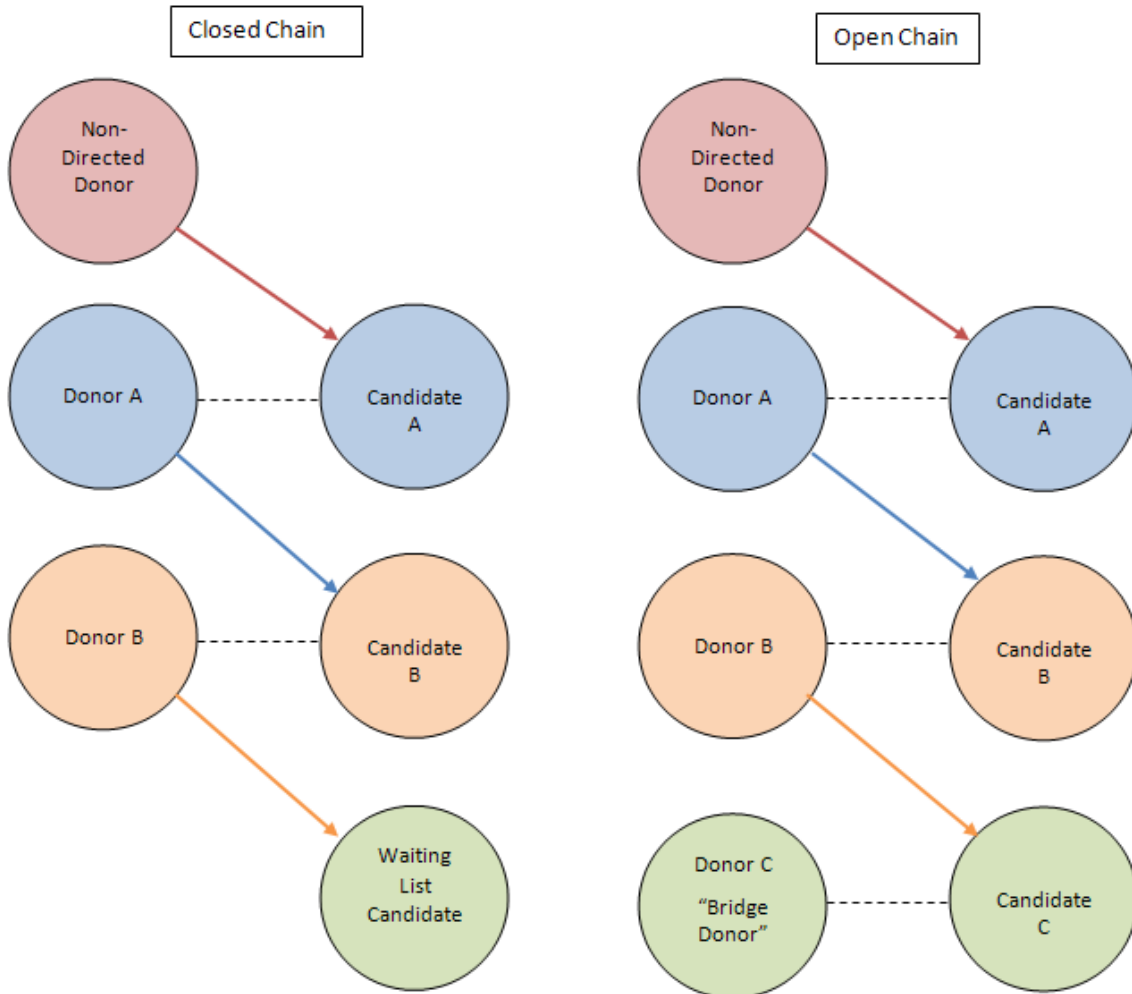 Closed Chain
Non-
Directed
Donor
Donor A
Candidate
A
Donor B
Candidate
B
Waiting
List
Candidate
Open Chain
Non-
Directed
Donor
Donor A
Candidate
A
Donor B
Candidate
B
Donor C
“Bridge
Donor”
Candidate
C